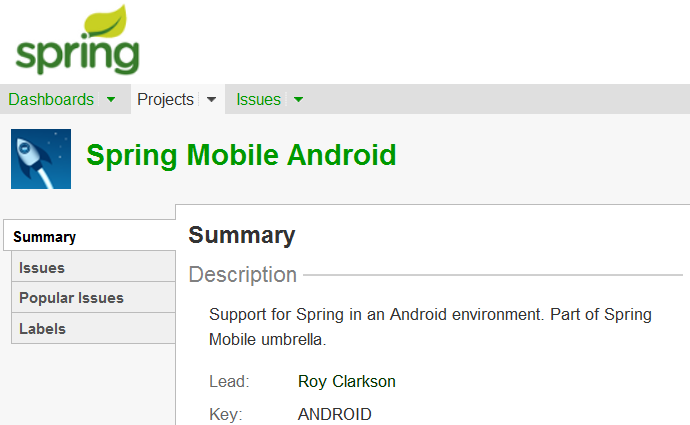 spring
Dashboards Projects Issues
Spring Mobile Android
Summary
Issues
Popular Issues
Labels
Summary
Description
Support for Spring in an Android environment. Part of Spring
Mobile umbrella.
Lead: Roy Clarkson
Key: ANDROID